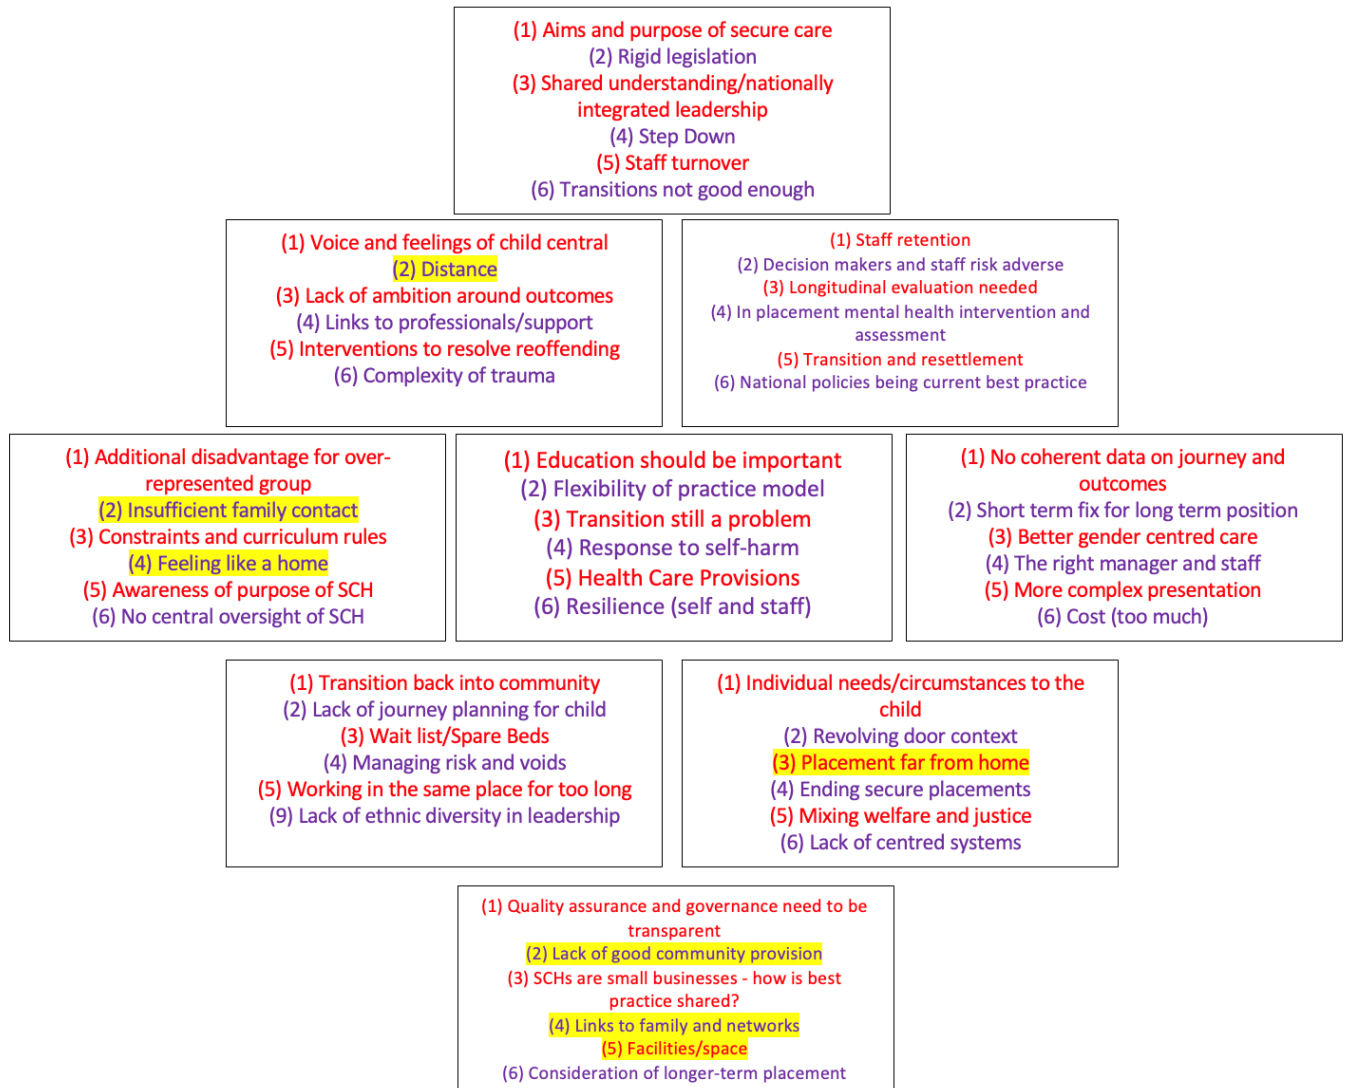 (1) Aims and purpose of secure care
(2) Rigid legislation
(3) Shared understanding/nationally
integrated leadership
(4) Step Down
(5) Staff turnover
(6) Transitions not good enough
(1) Voice and feelings of child central
(2) Distance
(3) Lack of ambition around outcomes
(4) Links to professionals/support
(5) Interventions to resolve reoffending
(6) Complexity of trauma
(1) Staff retention
(2) Decision makers and staff risk adverse
(3) Longitudinal evaluation needed
(4) In placement mental health intervention and
assessment
(5) Transition and resettlement
(6) National policies being current best practice
(1) Additional disadvantage for over-
represented group
(2) Insufficient family contact
(3) Constraints and curriculum rules
(4) Feeling like a home
(5) Awareness of purpose of SCH
(6) No central oversight of SCH
(1) Education should be important
(2) Flexibility of practice model
(3) Transition still a problem
(4) Response to self-harm
(5) Health Care Provisions
(6) Resilience (self and staff)
(1) No coherent data on journey and
outcomes
(2) Short term fix for long term position
(3) Better gender centred care
(4) The right manager and staff
(5) More complex presentation
(6) Cost (too much)
(1) Transition back into community
(2) Lack of journey planning for child
(3) Wait list/Spare Beds
(4) Managing risk and voids
(5) Working in the same place for too long
(9) Lack of ethnic diversity in leadership
(1) Individual needs/circumstances to the
child
(2) Revolving door context
(3) Placement far from home
(4) Ending secure placements
(5) Mixing welfare and justice
(6) Lack of centred systems
(1) Quality assurance and governance need to be
transparent
(2) Lack of good community provision
(3) SCHs are small businesses - how is best
practice shared?
(4) Links to family and networks
(5) Facilities/space
(6) Consideration of longer-term placement